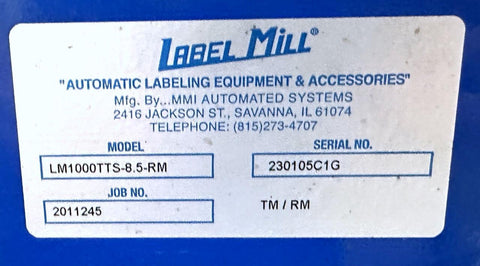 LABEL MILL®
"AUTOMATIC LABELING EQUIPMENT & ACCESSORIES"
Mfg. By...MMI AUTOMATED SYSTEMS
2416 JACKSON ST., SAVANNA, IL 61074
TELEPHONE: (815)273-4707
MODEL SERIAL NO.
LM1000TTS-8.5-RM 230105C1G
JOB NO.
2011245 TM / RM